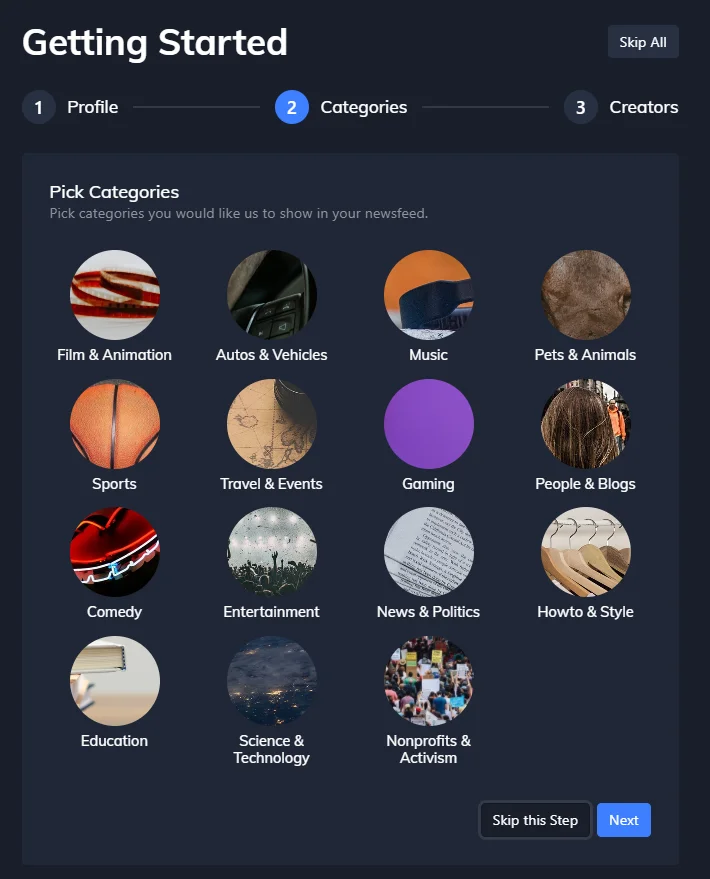 Getting Started
Skip All
1 Profile
2 Categories
3 Creators
Pick Categories
Pick categories you would like us to show in your newsfeed.
Film & Animation
Autos & Vehicles
Music
Pets & Animals
Sports
Travel & Events
Gaming
People & Blogs
Comedy
Entertainment
News & Politics
Howto & Style
Education
Science &
Technology
Nonprofits &
Activism
Skip this Step
Next